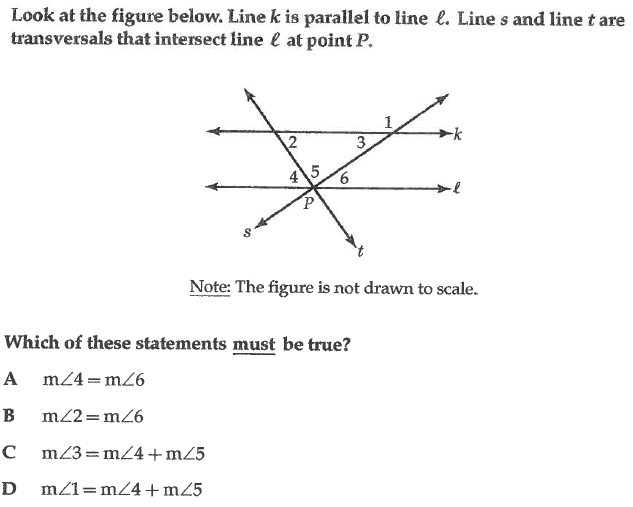 Look at the figure below. Line k is parallel to line ℓ. Line s and line t are
transversals that intersect line ℓ at point P.
1
k
2
3
4
5
6
ℓ
P
s
t
Note: The figure is not drawn to scale.
Which of these statements must be true?
A m∠4=m∠6
B m∠2=m∠6
C m∠3=m∠4+m∠5
D m∠1=m∠4+m∠5